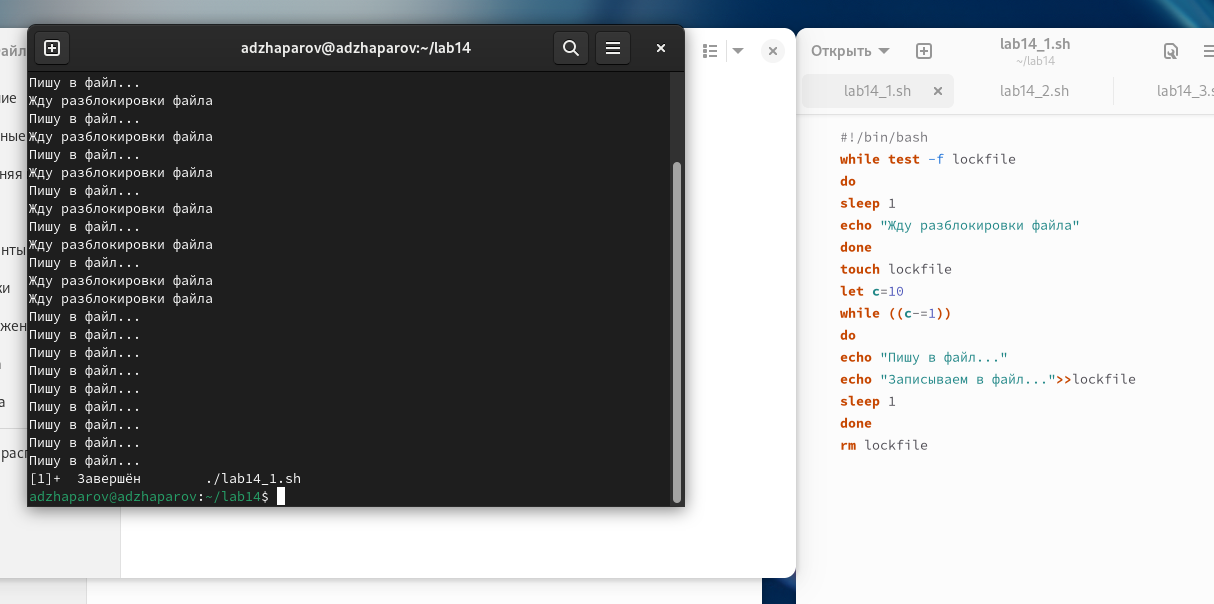 adzhaparov@adzhaparov:~/lab14
Пишу в файл...
Жду разблокировки файла
Пишу в файл...
Жду разблокировки файла
Пишу в файл...
Жду разблокировки файла
Пишу в файл...
Жду разблокировки файла
Пишу в файл...
Жду разблокировки файла
Пишу в файл...
Жду разблокировки файла
Жду разблокировки файла
Пишу в файл...
Пишу в файл...
Пишу в файл...
Пишу в файл...
Пишу в файл...
Пишу в файл...
Пишу в файл...
Пишу в файл...
Пишу в файл...
[1]+  Завершён        ./lab14_1.sh
adzhaparov@adzhaparov:~/lab14$
Открыть
lab14_1.sh
~/lab14
lab14_1.sh
lab14_2.sh
lab14_3.s
#!/bin/bash
while test -f lockfile
do
sleep 1
echo "Жду разблокировки файла"
done
touch lockfile
let c=10
while ((c-=1))
do
echo "Пишу в файл..."
echo "Записываем в файл...">>lockfile
sleep 1
done
rm lockfile